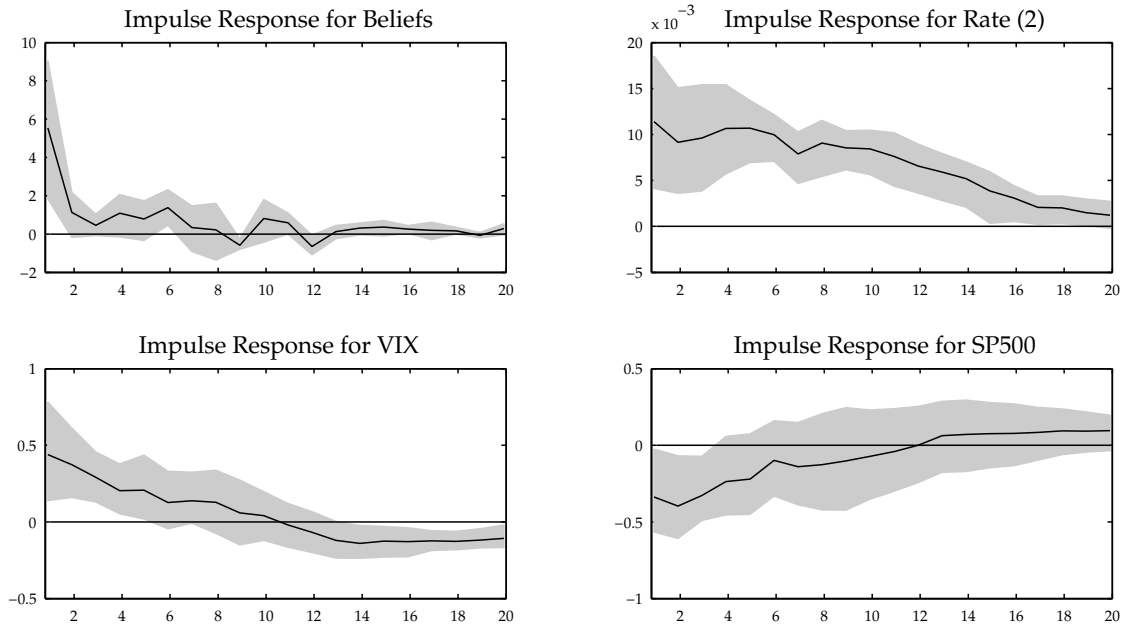 Impulse Response for Beliefs
10
8
6
4
2
0
−2
2 4 6 8 10 12 14 16 18 20
Impulse Response for Rate (2)
x 10−3
20
15
10
5
0
−5
2 4 6 8 10 12 14 16 18 20
Impulse Response for VIX
1
0.5
0
−0.5
2 4 6 8 10 12 14 16 18 20
Impulse Response for SP500
0.5
0
−0.5
−1
2 4 6 8 10 12 14 16 18 20